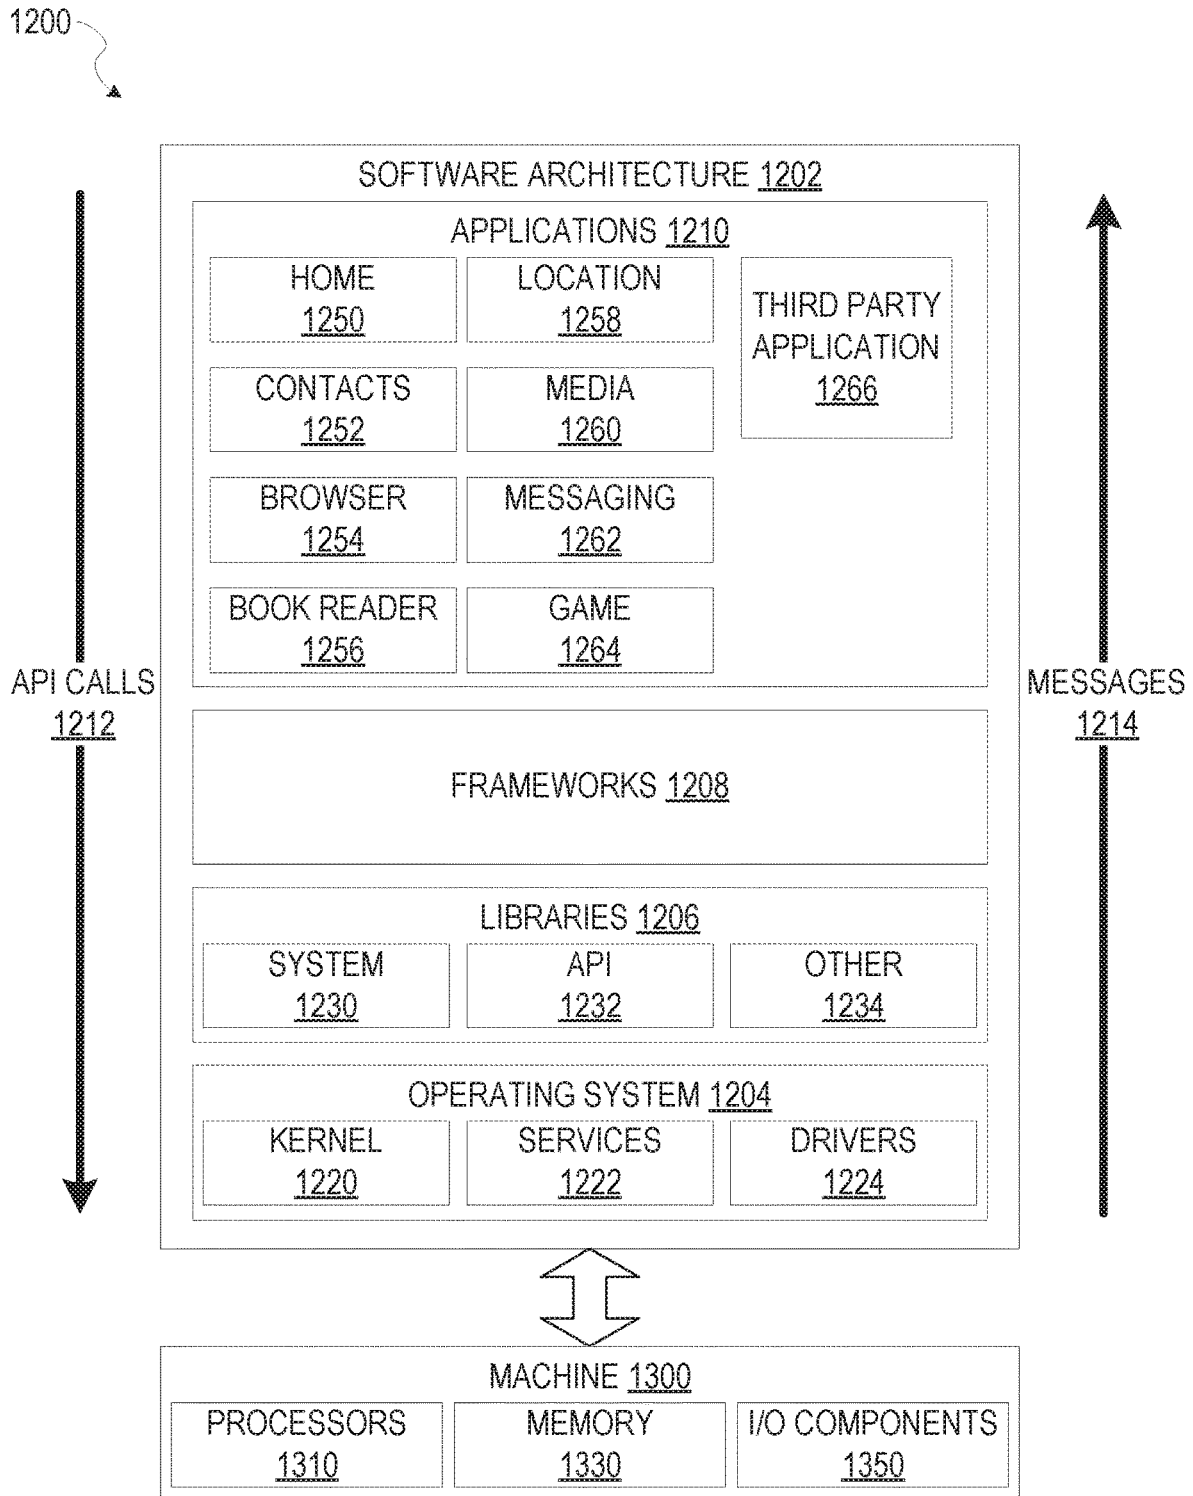 1200
SOFTWARE ARCHITECTURE 1202
APPLICATIONS 1210
HOME
1250
LOCATION
1258
THIRD PARTY
APPLICATION
1266
CONTACTS
1252
MEDIA
1260
BROWSER
1254
MESSAGING
1262
BOOK READER
1256
GAME
1264
API CALLS
1212
MESSAGES
1214
FRAMEWORKS 1208
LIBRARIES 1206
SYSTEM
1230
API
1232
OTHER
1234
OPERATING SYSTEM 1204
KERNEL
1220
SERVICES
1222
DRIVERS
1224
MACHINE 1300
PROCESSORS
1310
MEMORY
1330
I/O COMPONENTS
1350